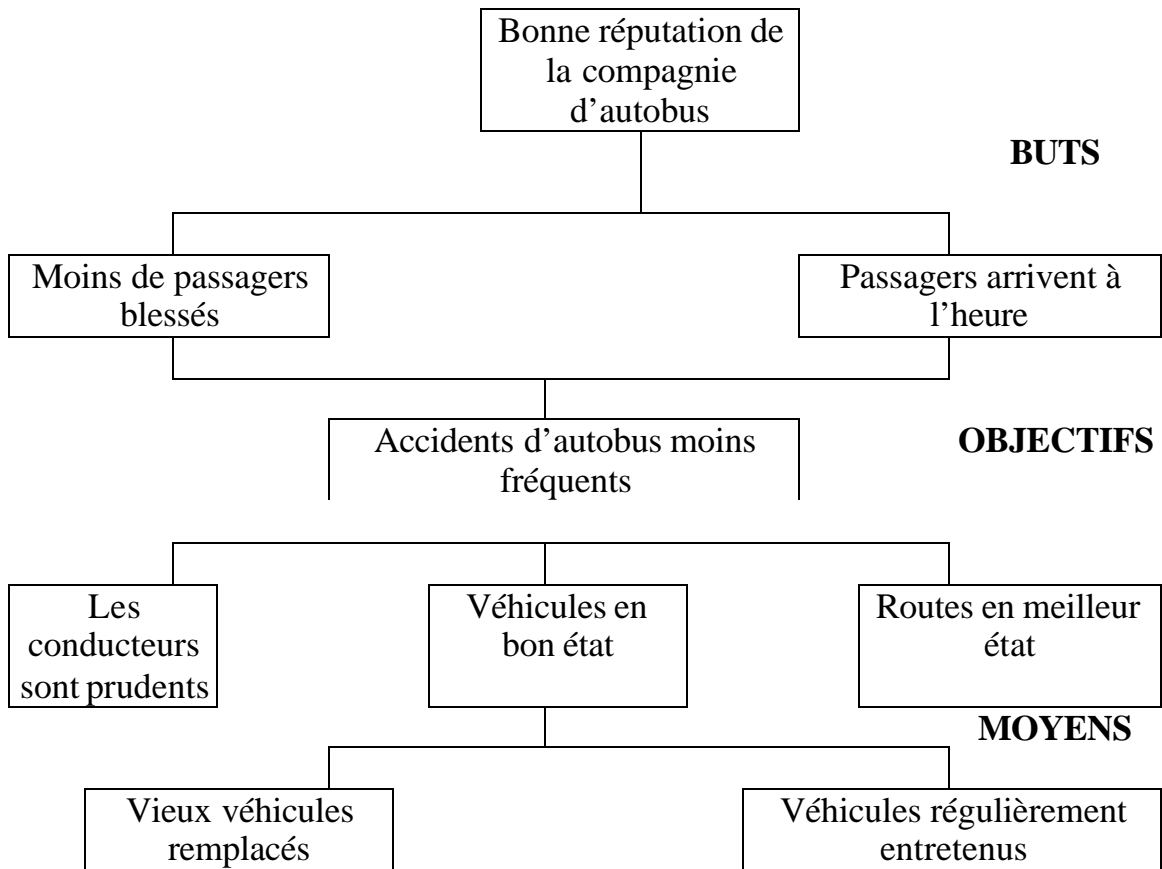 Bonne réputation de
la compagnie
d’autobus
BUTS
Moins de passagers
blessés
Passagers arrivent à
l’heure
Accidents d’autobus moins
fréquents
OBJECTIFS
Les
conducteurs
sont prudents
Véhicules en
bon état
Routes en meilleur
état
MOYENS
Vieux véhicules
remplacés
Véhicules régulièrement
entretenus